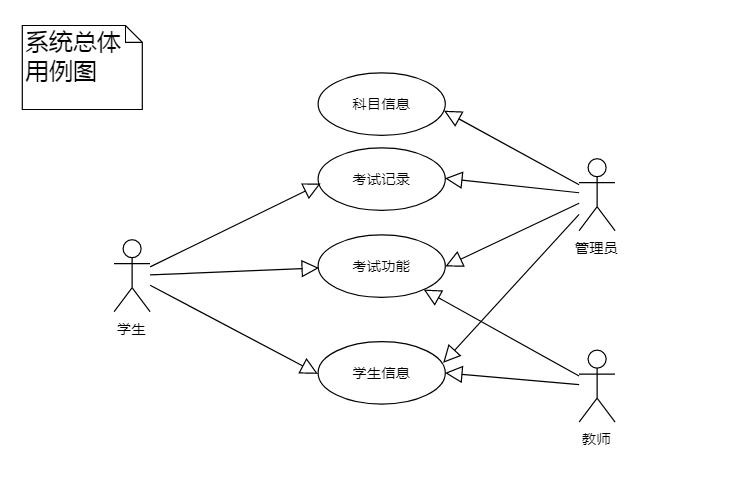 系统总体
用例图
科目信息
考试记录
考试功能
学生信息
学生
管理员
教师